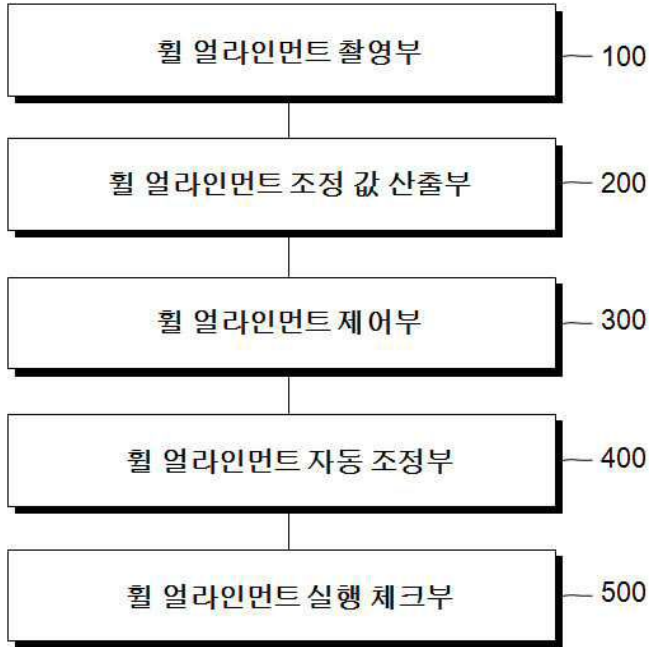 휠 얼라인먼트 촬영부 100
휠 얼라인먼트 조정 값 산출부 200
휠 얼라인먼트 제어부 300
휠 얼라인먼트 자동 조정부 400
휠 얼라인먼트 실행 체크부 500